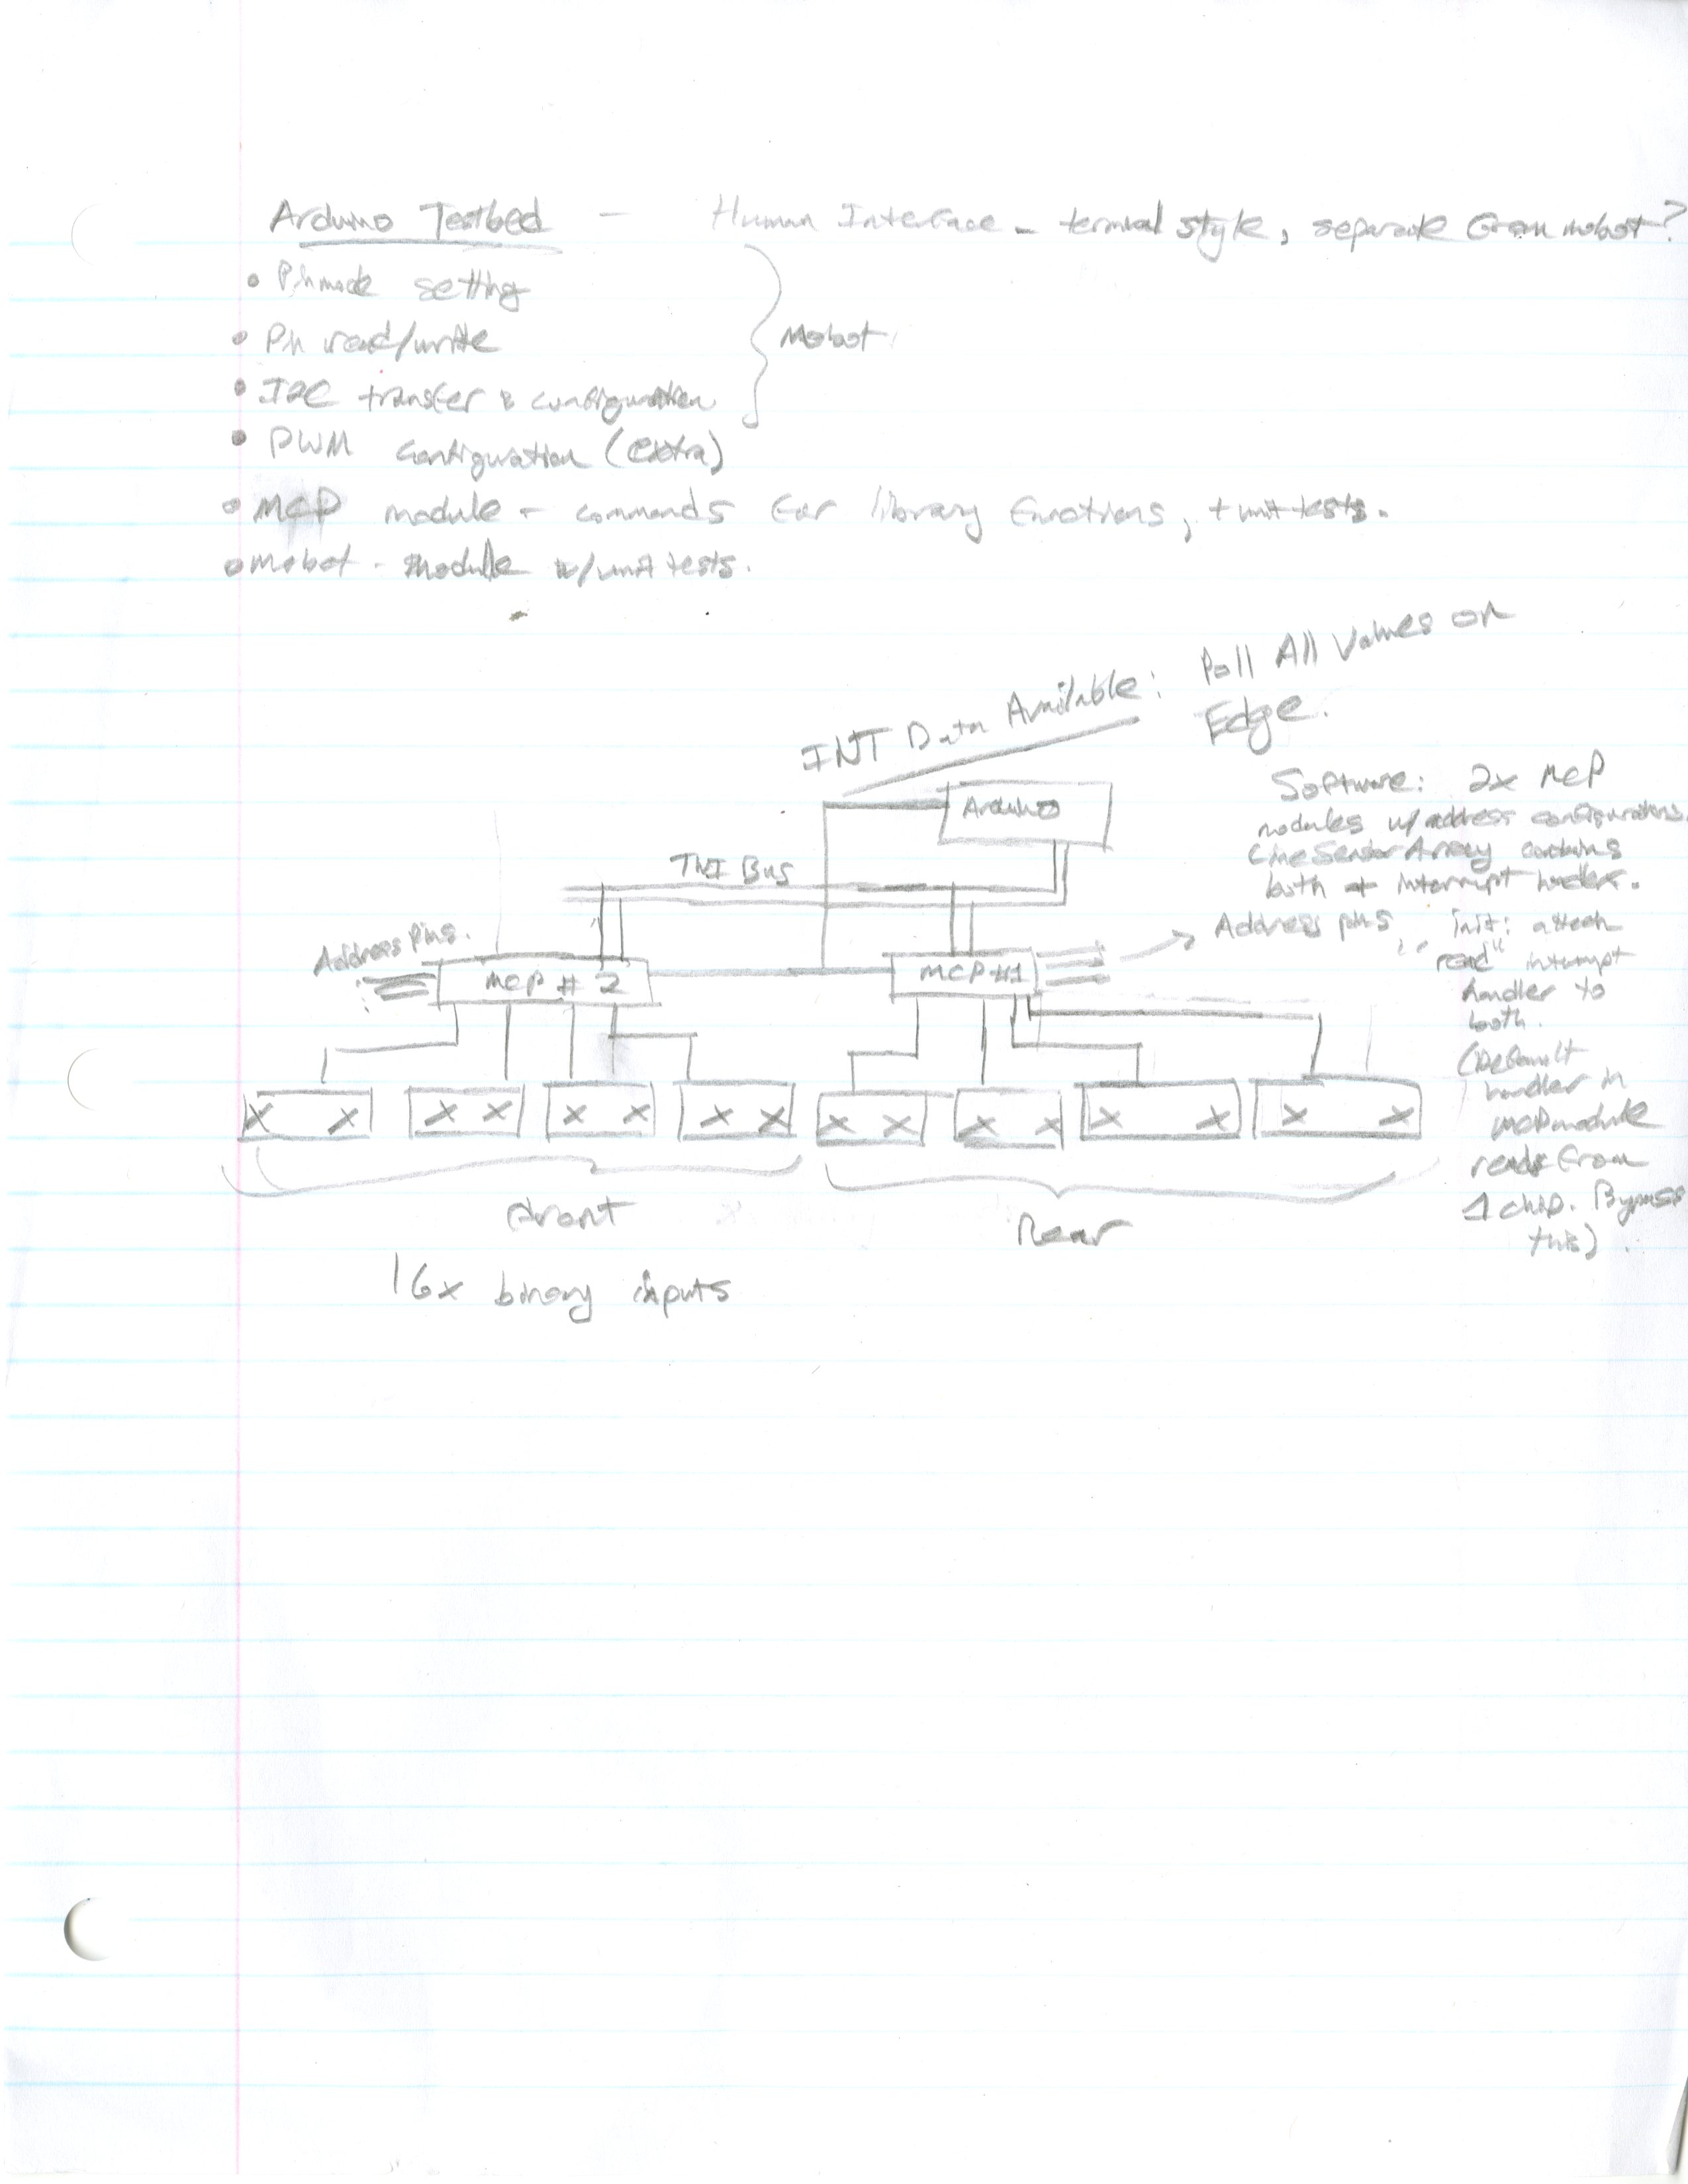 Arduino Testbed - Human Interface - terminal style, separate from mobot?
• Pinmode setting
• Pin read/write
Mobot
• I2C transfer & configuration
• PWM configuration (extra)
• MCP module - commands for library functions, + unit tests.
• Mobot - module w/unit tests.
INT Data Available: Poll All Values on
Edge.
Arduino
TWI Bus
Software: 2x MCP
modules w/address configurations.
LineSensorArray contains
both + interrupt handler.
Address pins.
Address pins
init: attach
"read" interrupt
handler to
both.
(Default
handler in
MCP module
reads from
1 chip. Bypass
this).
MCP # 2
MCP #1
X X X X X X X X X X X X X X X X
Front
Rear
16x binary inputs